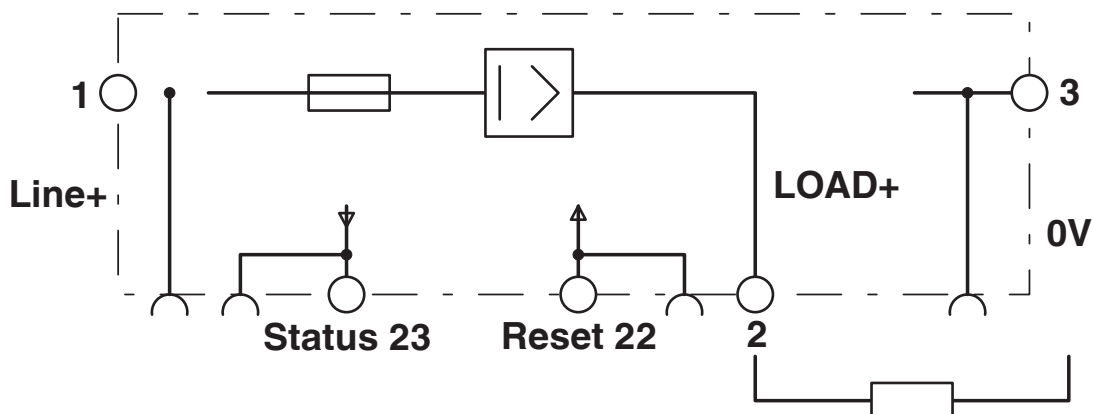 1
3
Line+
LOAD+
0V
Status 23
Reset 22
2